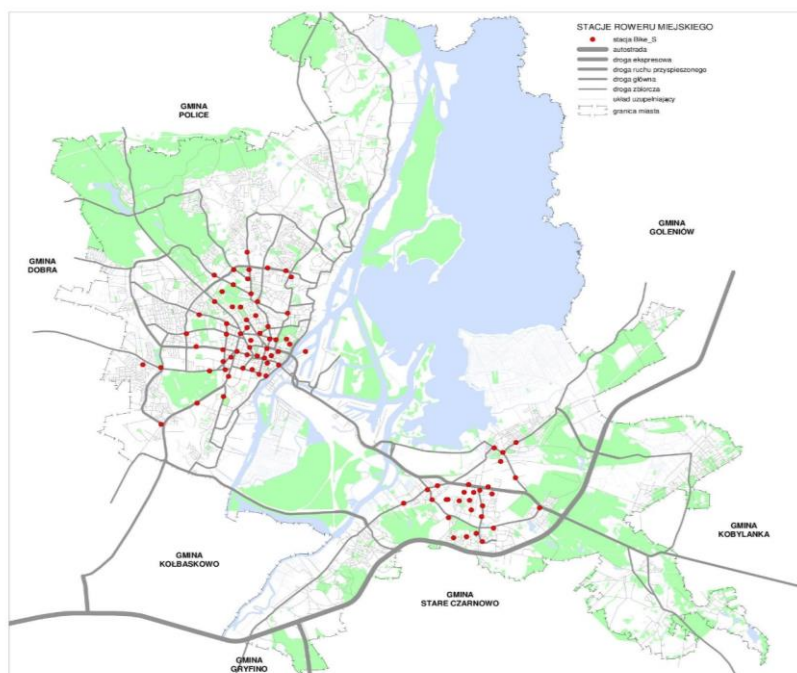 STACJE ROWERU MIEJSKIEGO
stacja Bike_S
autostrada
droga ekspresowa
droga ruchu przyspieszonego
droga główna
droga zbiorcza
układ uzupełniający
granica miasta
GMINA
POLICE
GMINA
GOLENIÓW
GMINA
DOBRA
GMINA
KOBYLANKA
GMINA
KOŁBASKOWO
GMINA
STARE CZARNOWO
GMINA
GRYFINO